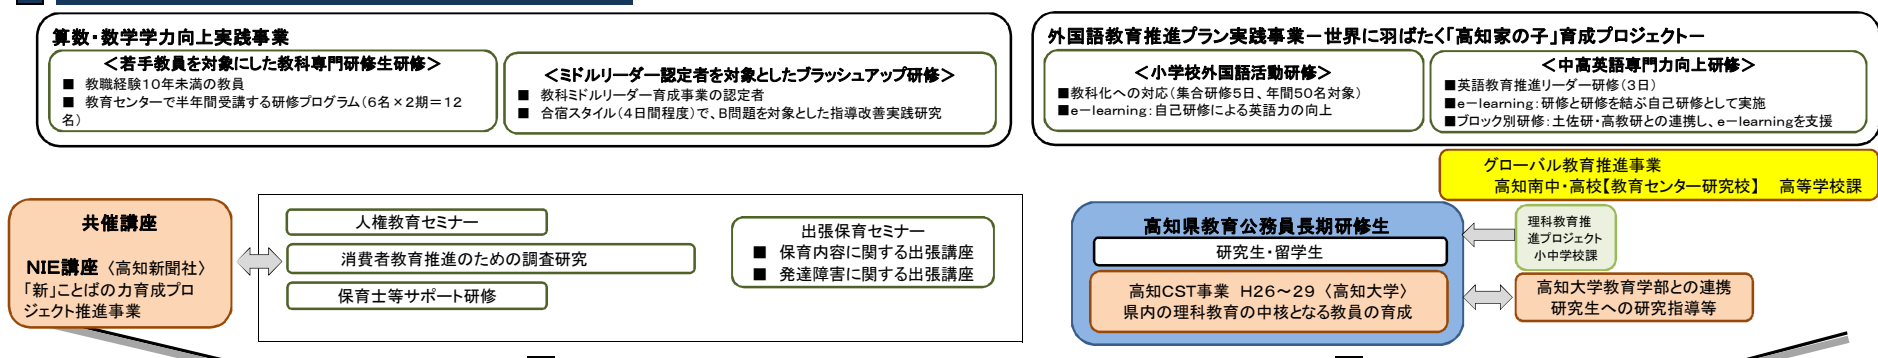 算数・数学学力向上実践事業
＜若手教員を対象にした教科専門研修生研修＞
■ 教職経験10年未満の教員
■ 教育センターで半年間受講する研修プログラム（6名×2期＝12
名）
＜ミドルリーダー認定者を対象としたブラッシュアップ研修＞
■ 教科ミドルリーダー育成事業の認定者
■ 合宿スタイル（4日間程度）で、B問題を対象とした指導改善実践研究
外国語教育推進プラン実践事業－世界に羽ばたく「高知家の子」育成プロジェクト－
＜小学校外国語活動研修＞
■教科化への対応（集合研修5日、年間50名対象）
■e－learning：自己研修による英語力の向上
＜中高英語専門力向上研修＞
■英語教育推進リーダー研修（3日）
■e－learning：研修と研修を結ぶ自己研修として実施
■ブロック別研修：土佐研・高教研との連携し、e－learningを支援
グローバル教育推進事業
高知南中・高校【教育センター研究校】　高等学校課
共催講座
NIE講座〈高知新聞社〉
「新」ことばの力育成プロ
ジェクト推進事業
人権教育セミナー
消費者教育推進のための調査研究
保育士等サポート研修
出張保育セミナー
■ 保育内容に関する出張講座
■ 発達障害に関する出張講座
高知県教育公務員長期研修生
研究生・留学生
高知CST事業 H26～29〈高知大学〉
県内の理科教育の中核となる教員の育成
理科教育推
進プロジェクト
小中学校課
高知大学教育学部との連携
研究生への研究指導等